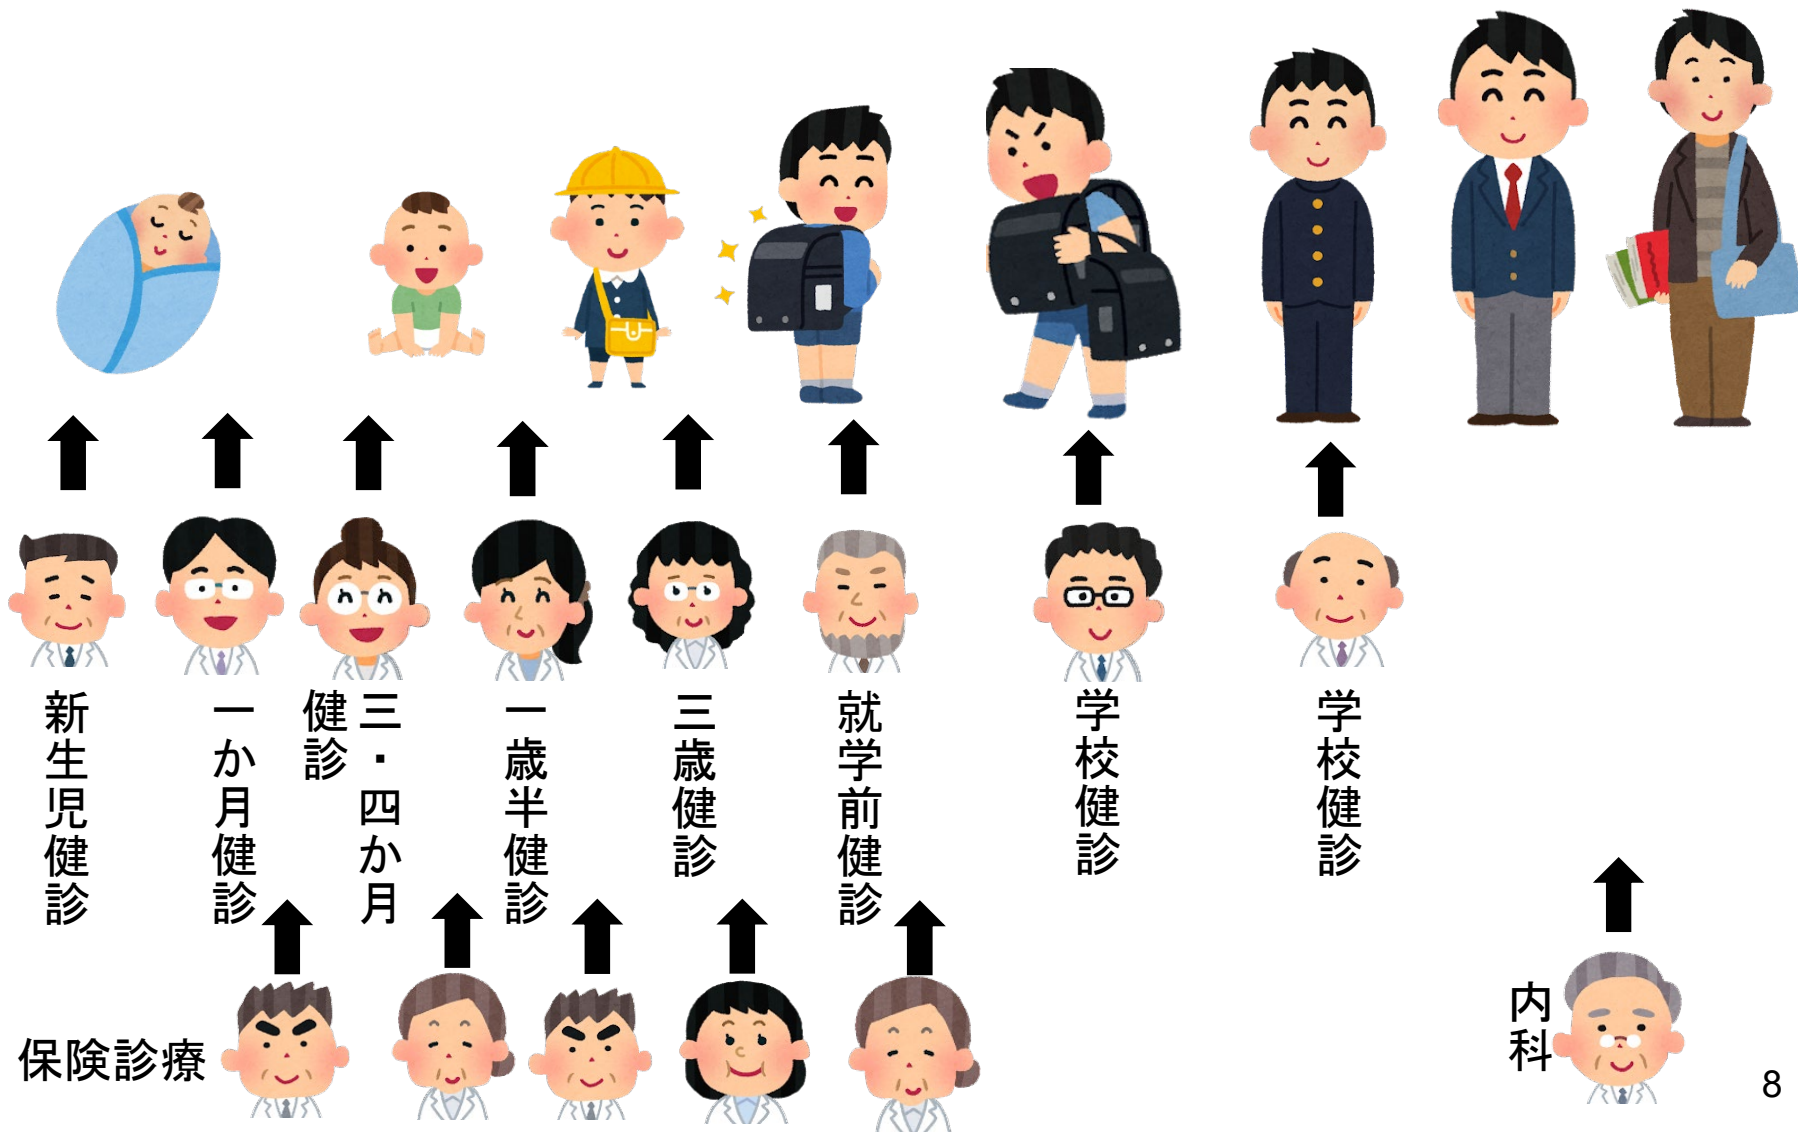 新生児健診
一か月健診
三・四か月
健診
一歳半健診
三歳健診
就学前健診
学校健診
学校健診
保険診療
内科
8